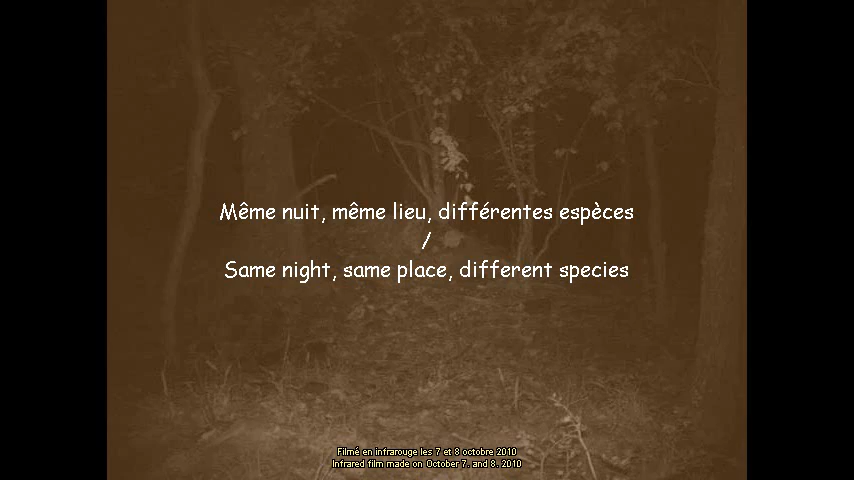 Même nuit, même lieu, différentes espèces
/
Same night, same place, different species
Filmé en infrarouge les 7 et 8 octobre 2010
Infrared film made on October 7. and 8. 2010